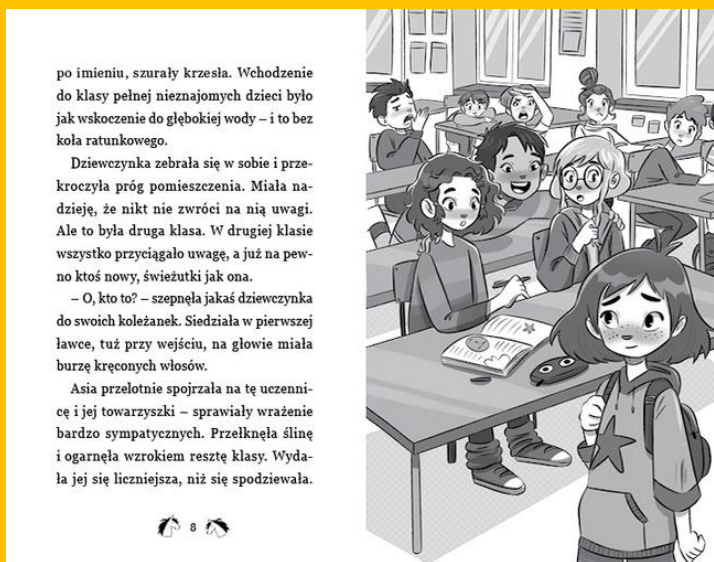 po imieniu, szurały krzesła. Wchodzenie
do klasy pełnej nieznajomych dzieci było
jak wskoczenie do głębokiej wody – i to bez
koła ratunkowego.
Dziewczynka zebrała się w sobie i prze-
kroczyła próg pomieszczenia. Miała na-
dzieję, że nikt nie zwróci na nią uwagi.
Ale to była druga klasa. W drugiej klasie
wszystko przyciągało uwagę, a już na pew-
no ktoś nowy, świeżutki jak ona.
– O, kto to? – szepnęła jakaś dziewczynka
do swoich koleżanek. Siedziała w pierwszej
ławce, tuż przy wejściu, na głowie miała
burzę kręconych włosów.
Asia przelotnie spojrzała na tę uczenni-
cę i jej towarzyszki – sprawiały wrażenie
bardzo sympatycznych. Przełknęła ślinę
i ogarnęła wzrokiem resztę klasy. Wyda-
ła jej się liczniejsza, niż się spodziewała.
8